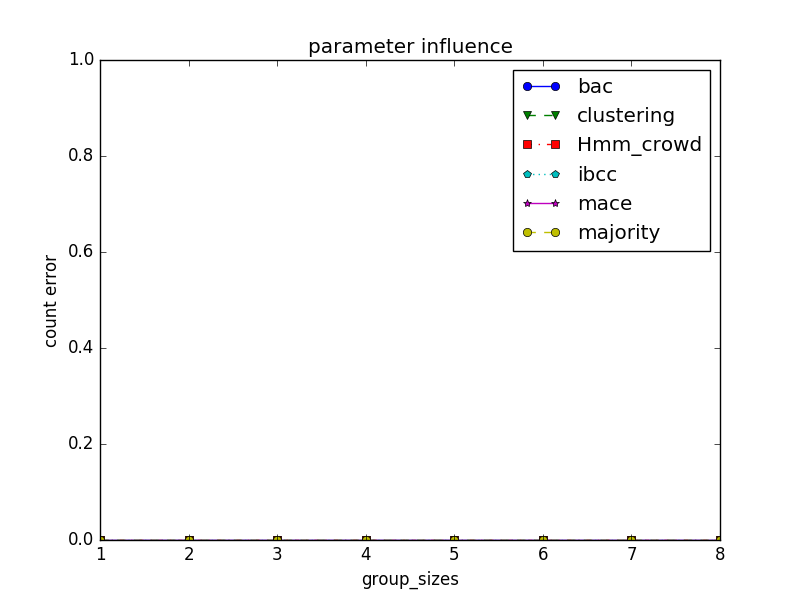 parameter influence
1.0
0.8
0.6
0.4
0.2
0.0
count error
bac
clustering
Hmm_crowd
ibcc
mace
majority
1 2 3 4 5 6 7 8
group_sizes